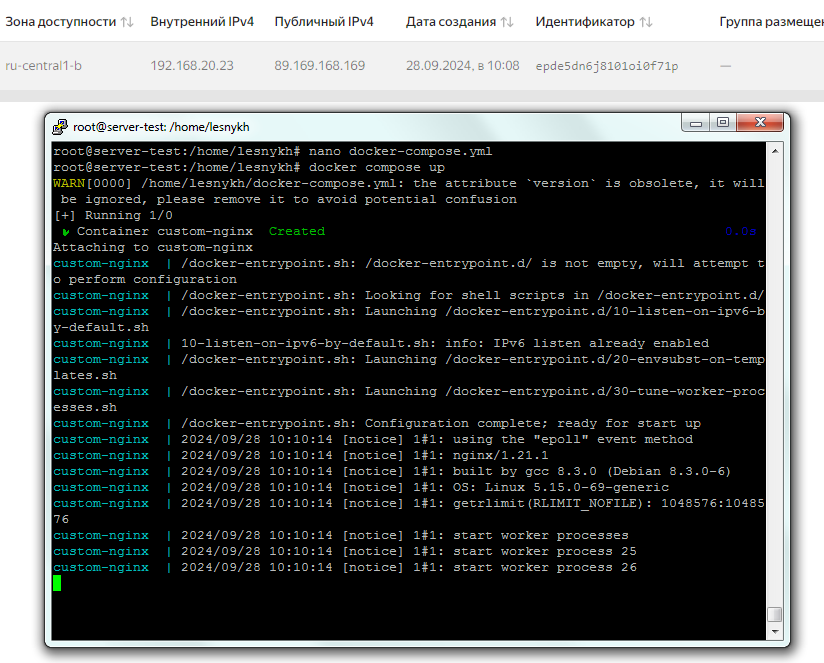 Зона доступности ↑↓ Внутренний IPv4 Публичный IPv4 Дата создания ↑↓ Идентификатор ↑↓ Группа размещен
ru-central1-b 192.168.20.23 89.169.168.169 28.09.2024, в 10:08 epde5dn6j8101oi0f71p —
root@server-test: /home/lesnykh
root@server-test:/home/lesnykh# nano docker-compose.yml
root@server-test:/home/lesnykh# docker compose up
WARN[0000] /home/lesnykh/docker-compose.yml: the attribute `version` is obsolete, it will
be ignored, please remove it to avoid potential confusion
[+] Running 1/0
✔ Container custom-nginx Created 0.0s
Attaching to custom-nginx
custom-nginx | /docker-entrypoint.sh: /docker-entrypoint.d/ is not empty, will attempt t
o perform configuration
custom-nginx | /docker-entrypoint.sh: Looking for shell scripts in /docker-entrypoint.d/
custom-nginx | /docker-entrypoint.sh: Launching /docker-entrypoint.d/10-listen-on-ipv6-b
y-default.sh
custom-nginx | 10-listen-on-ipv6-by-default.sh: info: IPv6 listen already enabled
custom-nginx | /docker-entrypoint.sh: Launching /docker-entrypoint.d/20-envsubst-on-temp
lates.sh
custom-nginx | /docker-entrypoint.sh: Launching /docker-entrypoint.d/30-tune-worker-proc
esses.sh
custom-nginx | /docker-entrypoint.sh: Configuration complete; ready for start up
custom-nginx | 2024/09/28 10:10:14 [notice] 1#1: using the "epoll" event method
custom-nginx | 2024/09/28 10:10:14 [notice] 1#1: nginx/1.21.1
custom-nginx | 2024/09/28 10:10:14 [notice] 1#1: built by gcc 8.3.0 (Debian 8.3.0-6)
custom-nginx | 2024/09/28 10:10:14 [notice] 1#1: OS: Linux 5.15.0-69-generic
custom-nginx | 2024/09/28 10:10:14 [notice] 1#1: getrlimit(RLIMIT_NOFILE): 1048576:10485
76
custom-nginx | 2024/09/28 10:10:14 [notice] 1#1: start worker processes
custom-nginx | 2024/09/28 10:10:14 [notice] 1#1: start worker process 25
custom-nginx | 2024/09/28 10:10:14 [notice] 1#1: start worker process 26